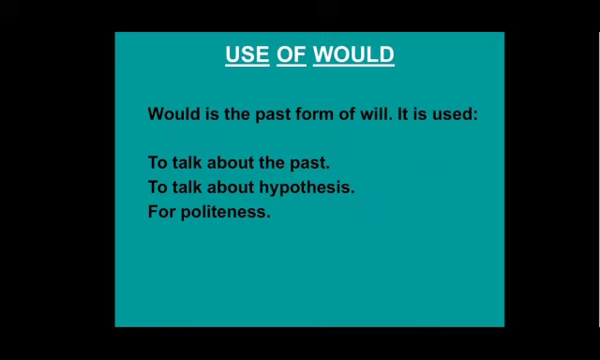 USE OF WOULD
Would is the past form of will. It is used:
To talk about the past.
To talk about hypothesis.
For politeness.